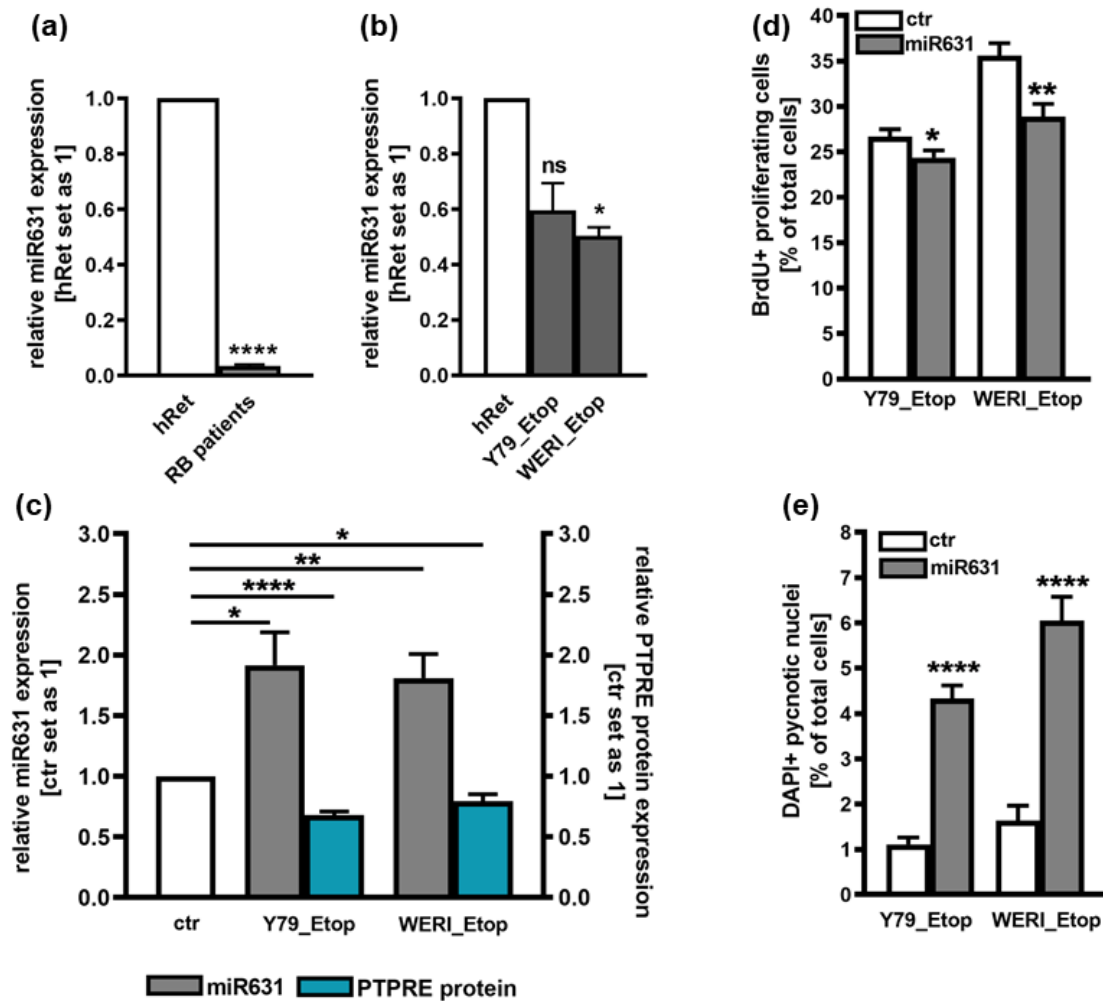 (a)
relative miR631 expression
[hRet set as 1]
1.0
0.8
0.6
0.4
0.2
0.0
****
hRet
RB patients
(b)
relative miR631 expression
[hRet set as 1]
1.0
0.8
0.6
0.4
0.2
0.0
ns
*
hRet
Y79_Etop
WERI_Etop
(d)
BrdU+ proliferating cells
[% of total cells]
40
35
30
25
20
15
10
5
0
ctr
miR631
*
**
Y79_Etop
WERI_Etop
(c)
relative miR631 expression
[ctr set as 1]
3.0
2.5
2.0
1.5
1.0
0.5
0.0
*
**
****
*
3.0
2.5
2.0
1.5
1.0
0.5
0.0
relative PTPRE protein expression
[ctr set as 1]
ctr
Y79_Etop
WERI_Etop
miR631
PTPRE protein
(e)
DAPI+ pycnotic nuclei
[% of total cells]
8
7
6
5
4
3
2
1
0
ctr
miR631
****
****
Y79_Etop
WERI_Etop